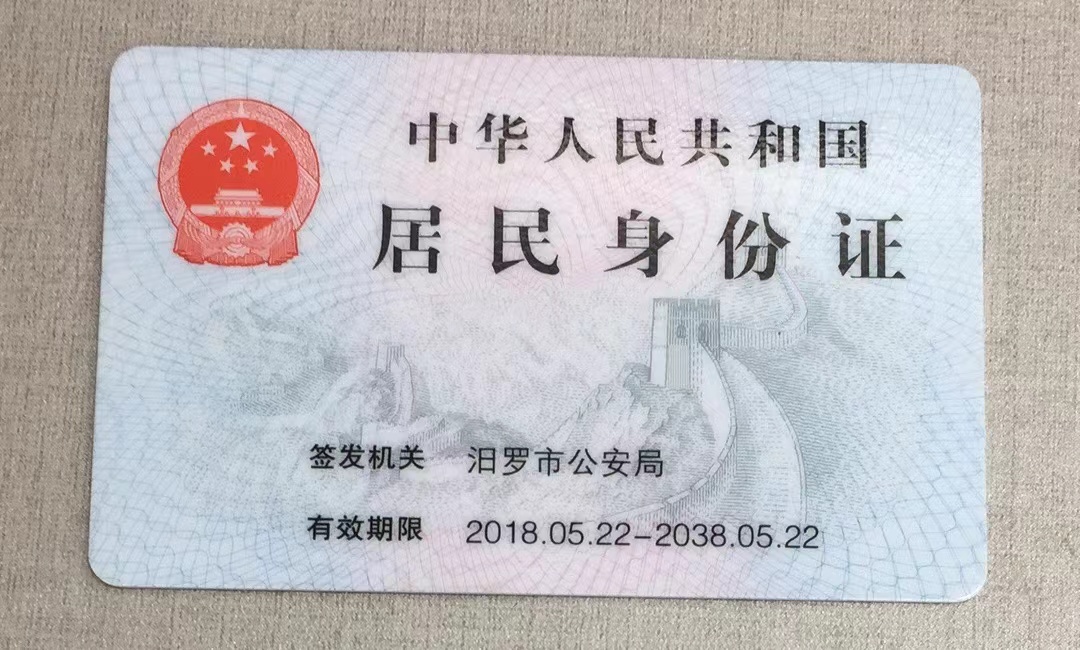 中华人民共和国
居民身份证
签发机关 汨罗市公安局
有效期限 2018.05.22-2038.05.22